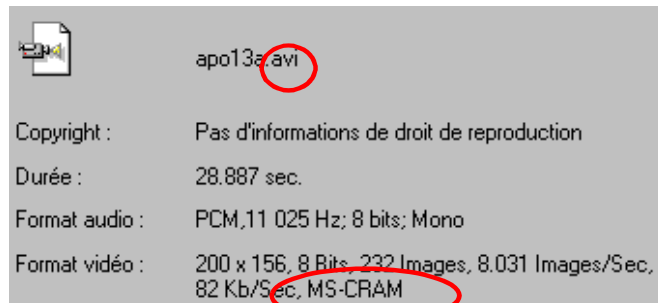 apo13a.avi
Copyright : Pas d'informations de droit de reproduction
Durée : 28.887 sec.
Format audio : PCM,11 025 Hz; 8 bits; Mono
Format vidéo : 200 x 156, 8 Bits, 232 Images, 8.031 Images/Sec,
82 Kb/Sec, MS-CRAM